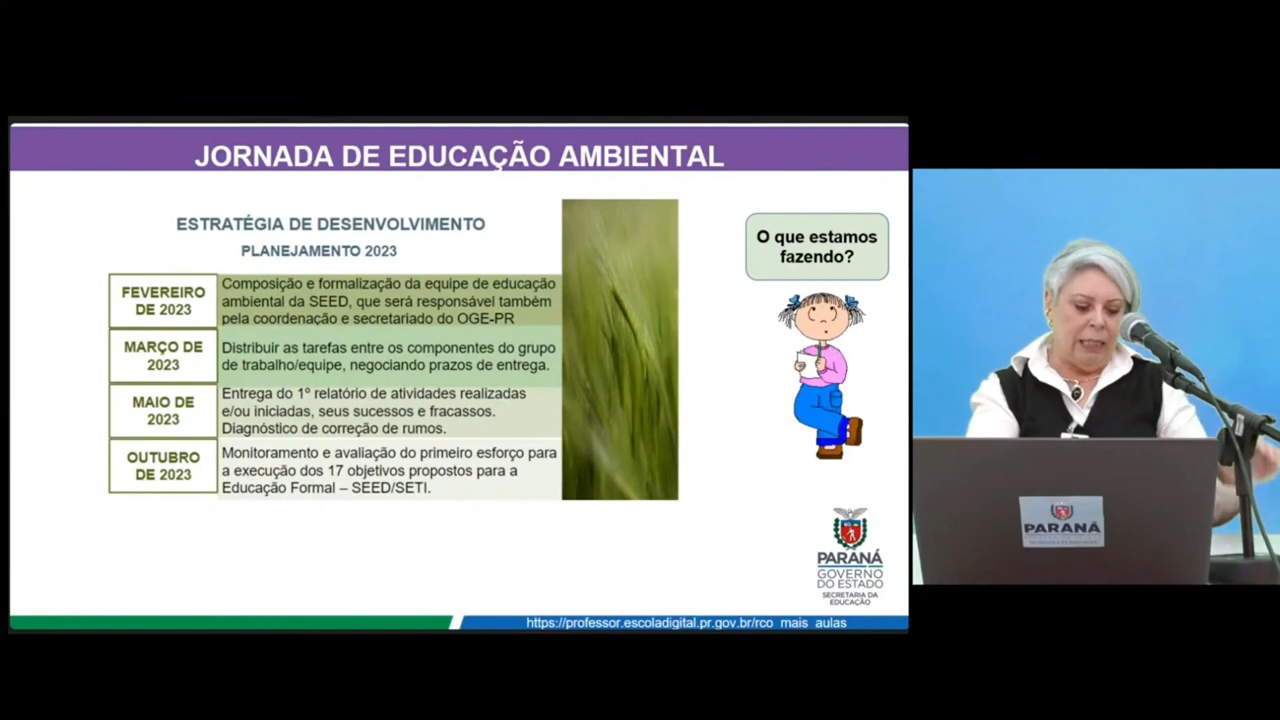 JORNADA DE EDUCAÇÃO AMBIENTAL
ESTRATÉGIA DE DESENVOLVIMENTO
PLANEJAMENTO 2023
FEVEREIRO
DE 2023
Composição e formalização da equipe de educação
ambiental da SEED, que será responsável também
pela coordenação e secretariado do OGE-PR
MARÇO DE
2023
Distribuir as tarefas entre os componentes do grupo
de trabalho/equipe, negociando prazos de entrega.
MAIO DE
2023
Entrega do 1º relatório de atividades realizadas
e/ou iniciadas, seus sucessos e fracassos.
Diagnóstico de correção de rumos.
OUTUBRO
DE 2023
Monitoramento e avaliação do primeiro esforço para
a execução dos 17 objetivos propostos para a
Educação Formal – SEED/SETI.
O que estamos
fazendo?
PARANÁ
GOVERNO
DO ESTADO
SECRETARIA DA
EDUCAÇÃO
https://professor.escoladigital.pr.gov.br/rco_mais_aulas
PARANÁ